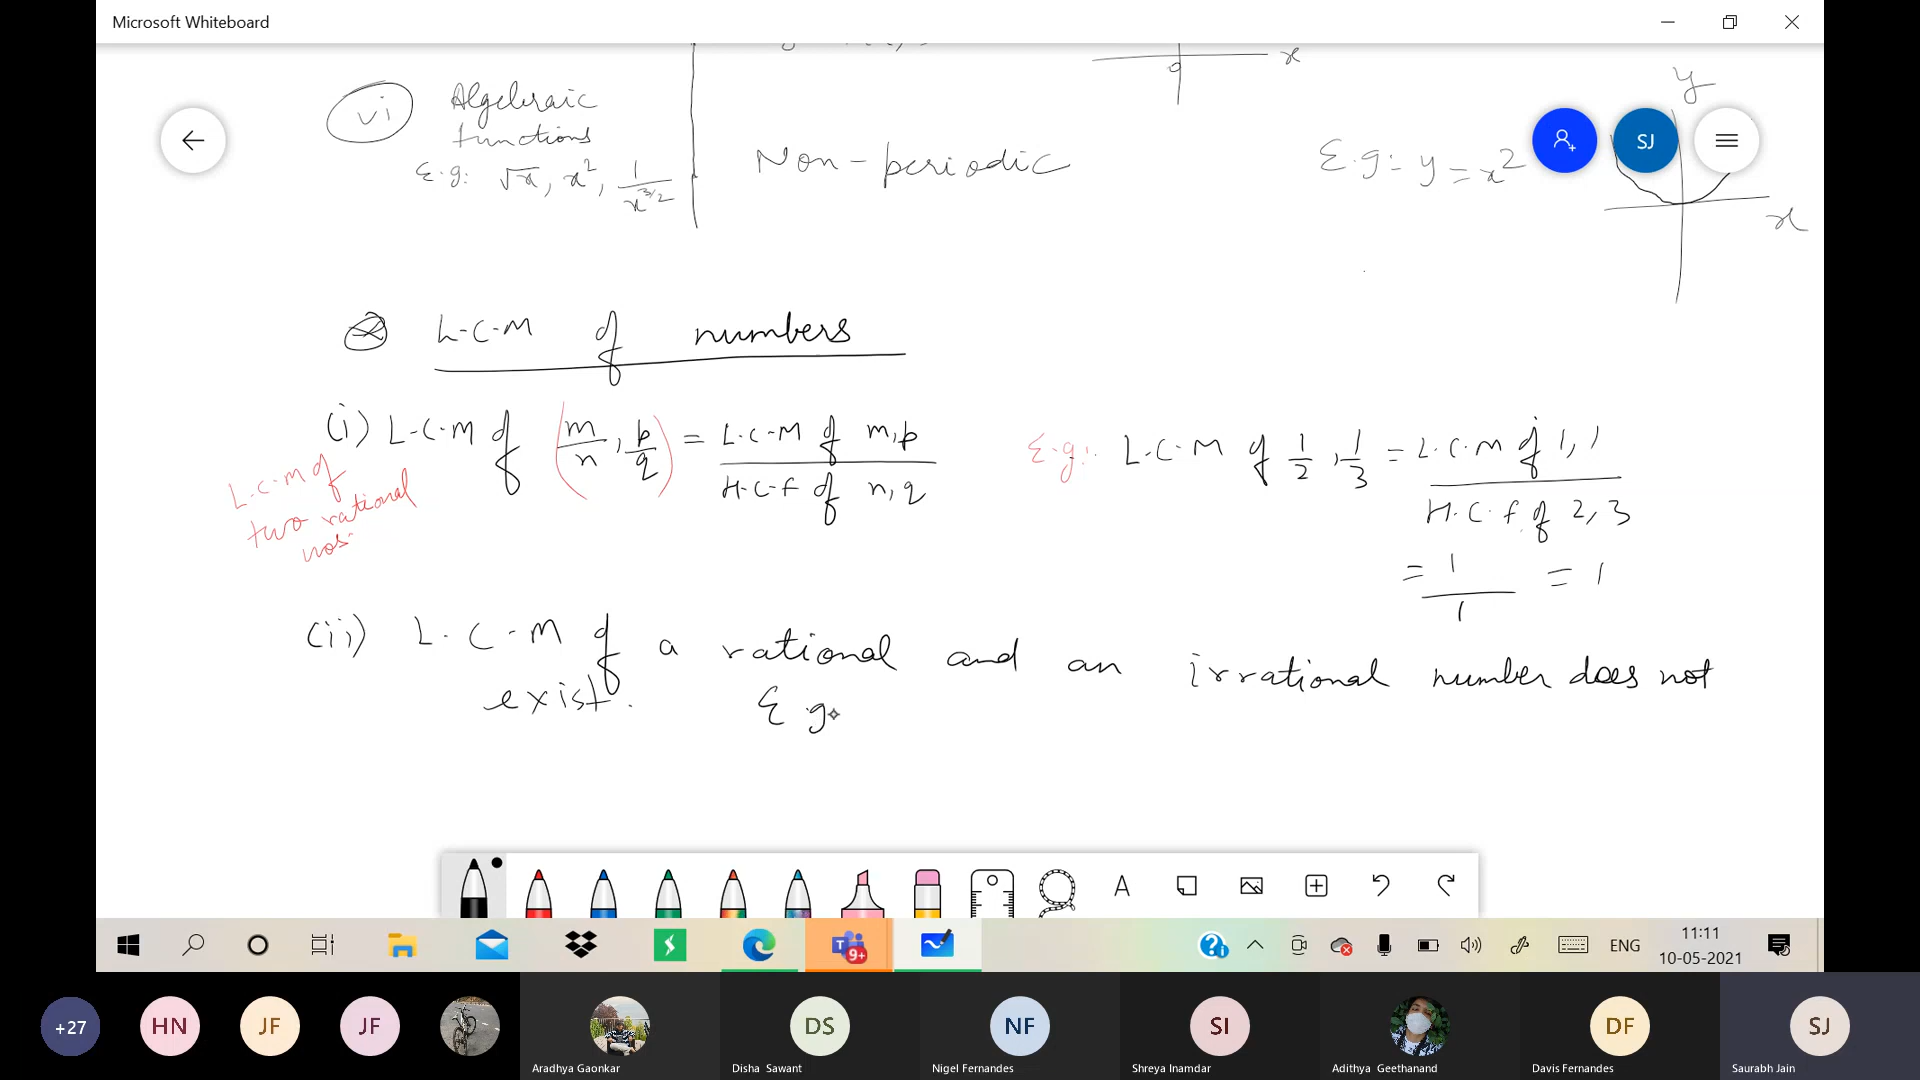 Microsoft Whiteboard
x
0
y
vi Algebraic
functions
E.g: √x, x², 1/x^3/2
Non-periodic
E.g:- y = x²
SJ
x
L.C.M of numbers
(i) L.C.M of (m/n, p/q) = L.C.M of m,p / H.C.F of n,q
L.C.M of
two rational
nos.
E.g:- L.C.M of 1/2, 1/3 = L.C.M of 1,1 / H.C.F. of 2,3
= 1/1 = 1
(ii) L.C.M of a rational and an irrational number does not
exist. E.g
A
T 9+
ENG
11:11
10-05-2021
+27
HN
JF
JF
DS
NF
SI
DF
SJ
Aradhya Gaonkar
Disha Sawant
Nigel Fernandes
Shreya Inamdar
Adithya Geethanand
Davis Fernandes
Saurabh Jain